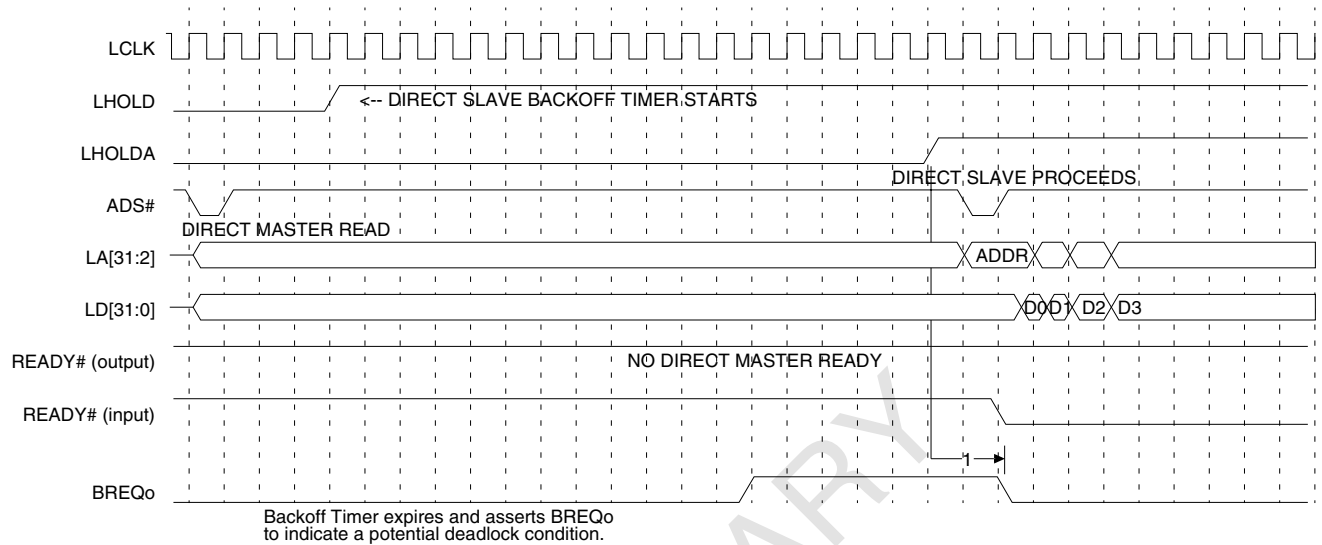 LCLK
LHOLD
<-- DIRECT SLAVE BACKOFF TIMER STARTS
LHOLDA
DIRECT SLAVE PROCEEDS
ADS#
DIRECT MASTER READ
LA[31:2]
ADDR
LD[31:0]
D0 D1 D2 D3
READY# (output)
NO DIRECT MASTER READY
READY# (input)
1
BREQo
Backoff Timer expires and asserts BREQo
to indicate a potential deadlock condition.
ARY